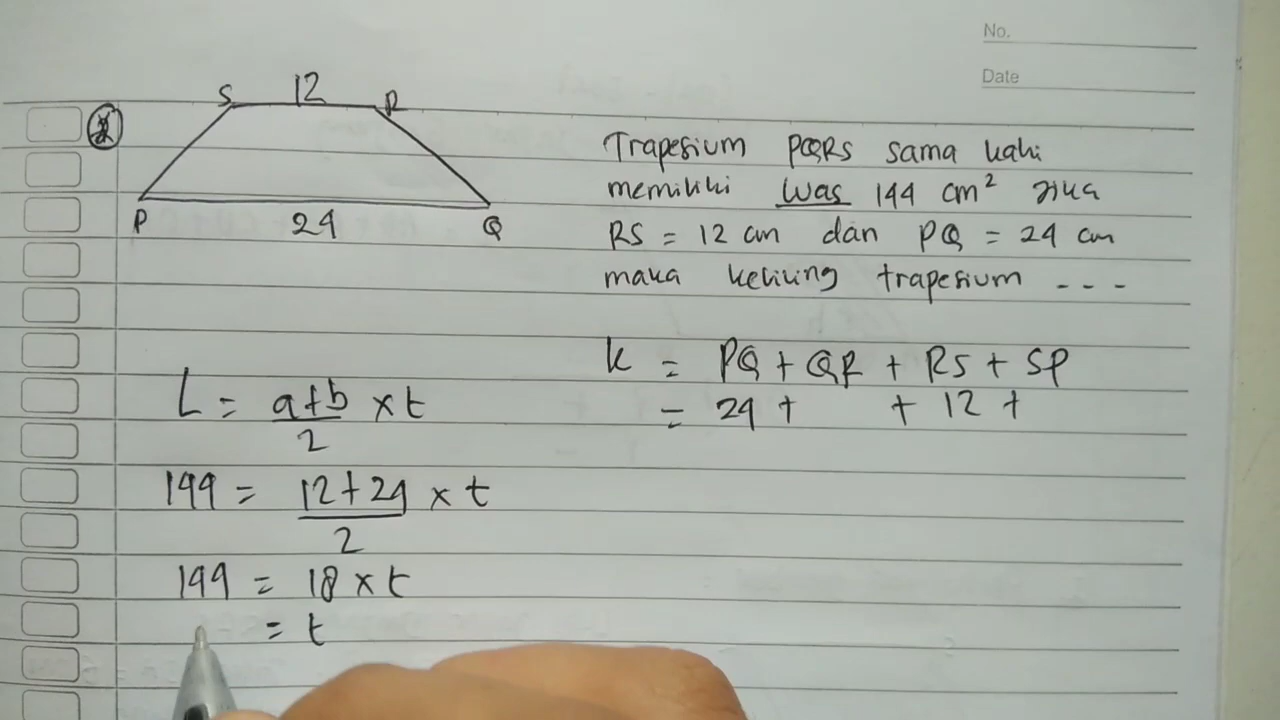 No.
Date
S 12 R
P 24 Q
Trapesium PQRS sama kaki
memiliki luas 144 cm² jika
RS = 12 cm dan PQ = 24 cm
maka keliling trapesium ---
K = PQ + QR + RS + SP
= 24 + + 12 +
L = a+b/2 × t
144 = 12+24/2 × t
144 = 18 × t
= t